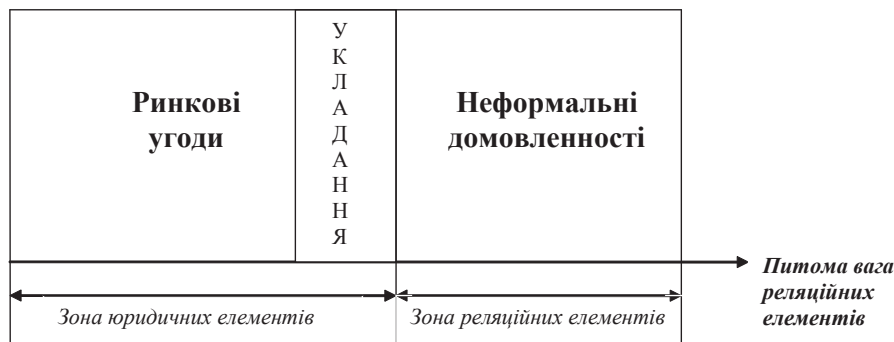 Ринкові
угоди
У
К
Л
А
Д
А
Н
Н
Я
Неформальні
домовленності
Питома вага
реляційних
елементів
Зона юридичних елементів
Зона реляційних елементів